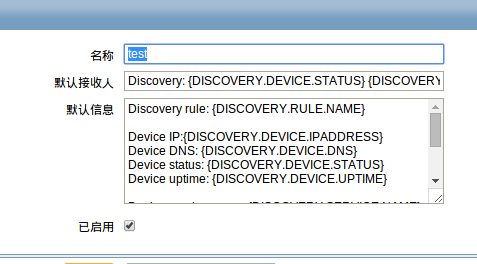 名称 test
默认接收人 Discovery: {DISCOVERY.DEVICE.STATUS} {DISCOVERY
默认信息 Discovery rule: {DISCOVERY.RULE.NAME}
Device IP:{DISCOVERY.DEVICE.IPADDRESS}
Device DNS: {DISCOVERY.DEVICE.DNS}
Device status: {DISCOVERY.DEVICE.STATUS}
Device uptime: {DISCOVERY.DEVICE.UPTIME}
已启用